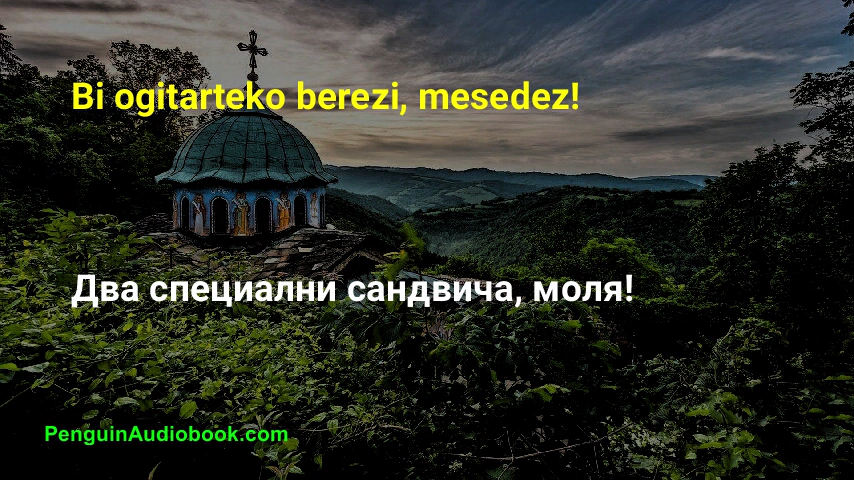 Bi ogitarteko berezi, mesedez!
Два специални сандвича, моля!
PenguinAudiobook.com